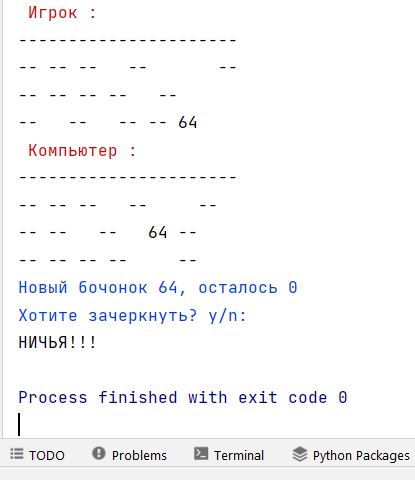 Игрок :
----------------------
-- -- --   --       --
-- -- -- --   --
--   --   -- -- 64
Компьютер :
----------------------
-- -- --   --     --
-- --   --   64 --
-- -- -- --     --
Новый бочонок 64, осталось 0
Хотите зачеркнуть? y/n:
НИЧЬЯ!!!
Process finished with exit code 0
TODO Problems Terminal Python Packages